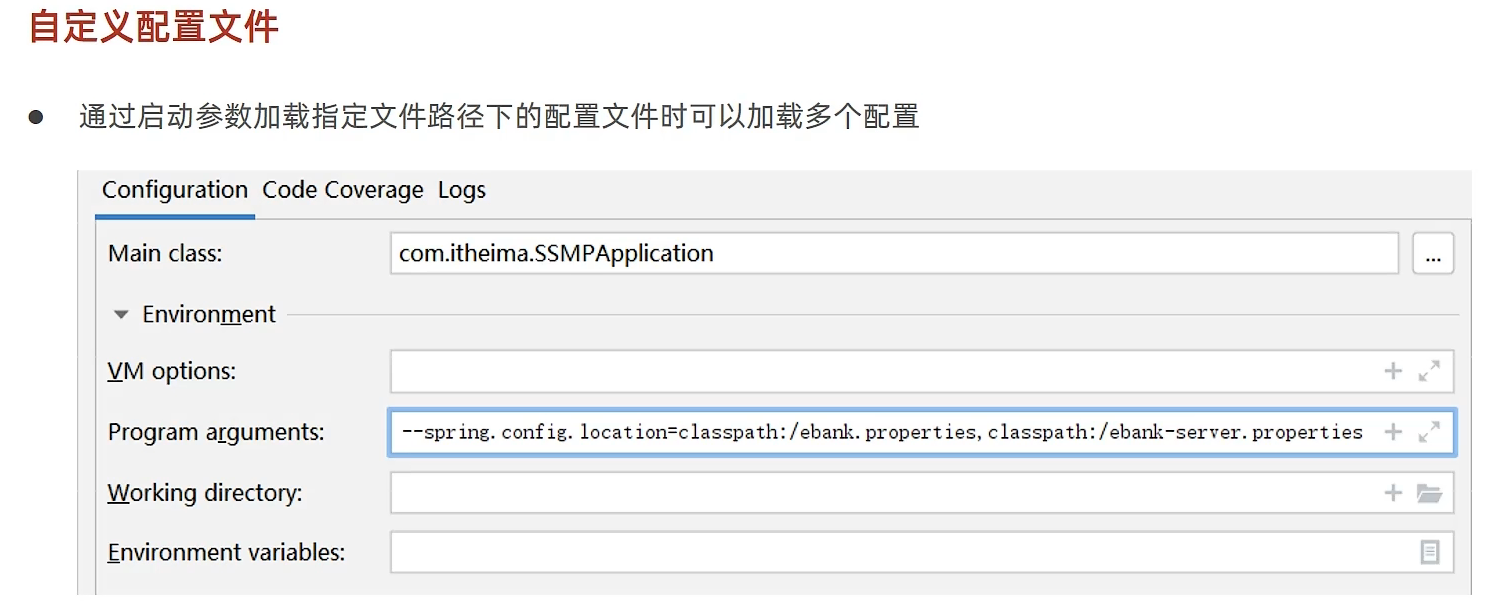 自定义配置文件
● 通过启动参数加载指定文件路径下的配置文件时可以加载多个配置
Configuration Code Coverage Logs
Main class: com.itheima.SSMPApplication ...
Environment
VM options:
Program arguments: --spring.config.location=classpath:/ebank.properties,classpath:/ebank-server.properties
Working directory:
Environment variables: